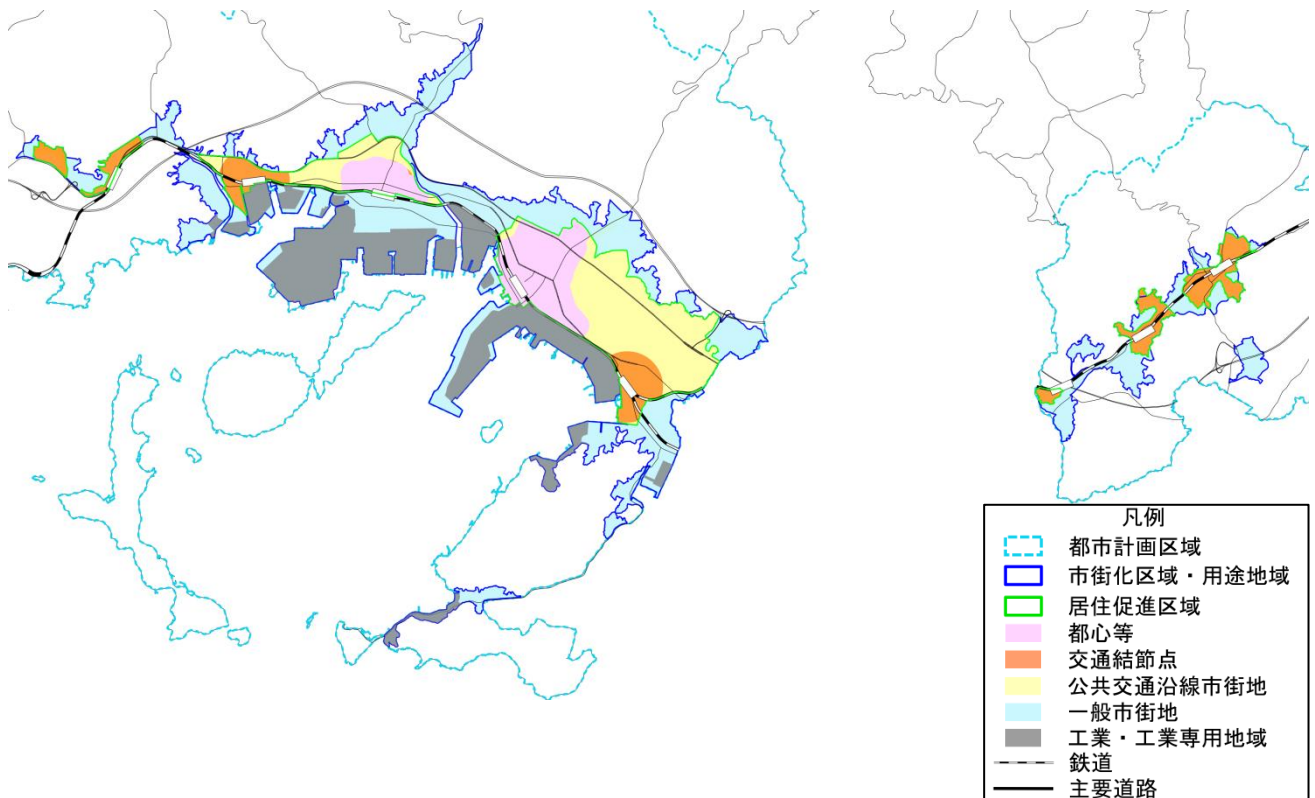 凡例
都市計画区域
市街化区域・用途地域
居住促進区域
都心等
交通結節点
公共交通沿線市街地
一般市街地
工業・工業専用地域
鉄道
主要道路